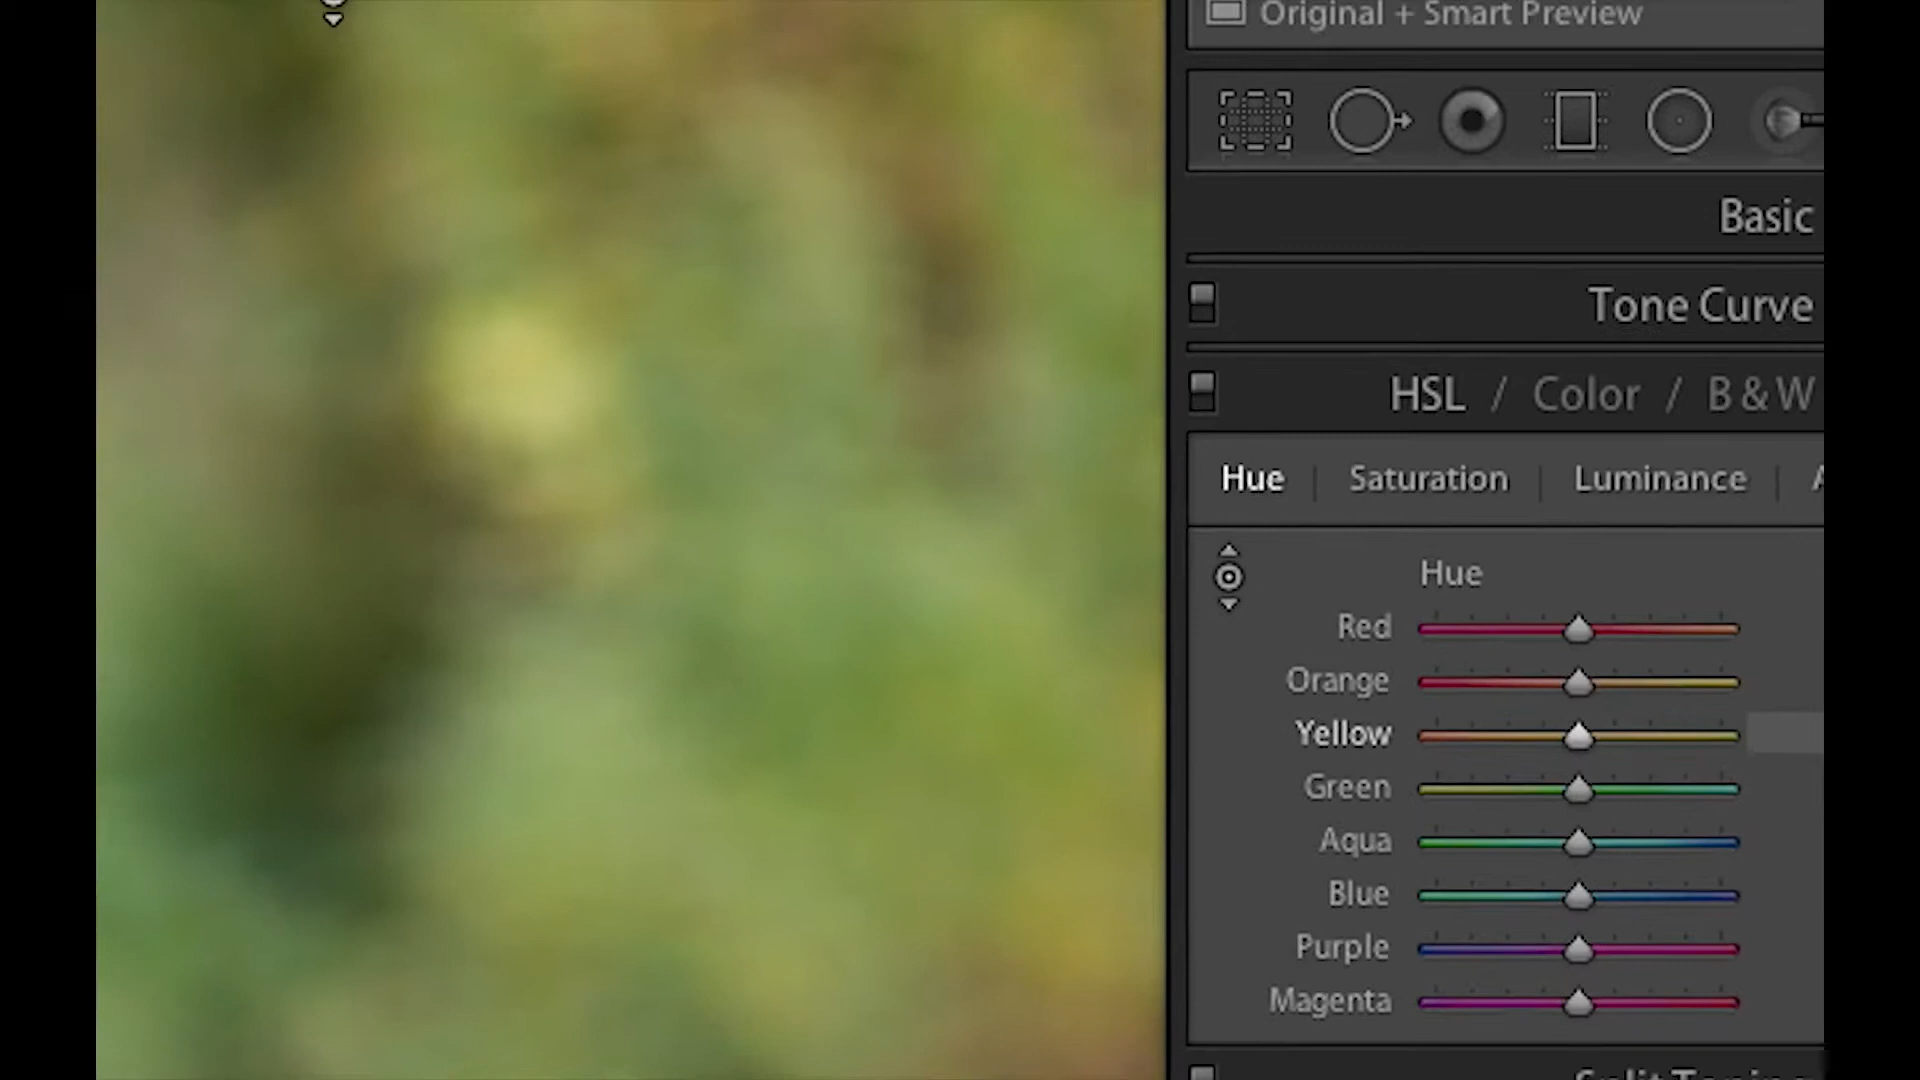 Original + Smart Preview
Basic
Tone Curve
HSL / Color / B & W
Hue | Saturation | Luminance
Hue
Red
Orange
Yellow
Green
Aqua
Blue
Purple
Magenta